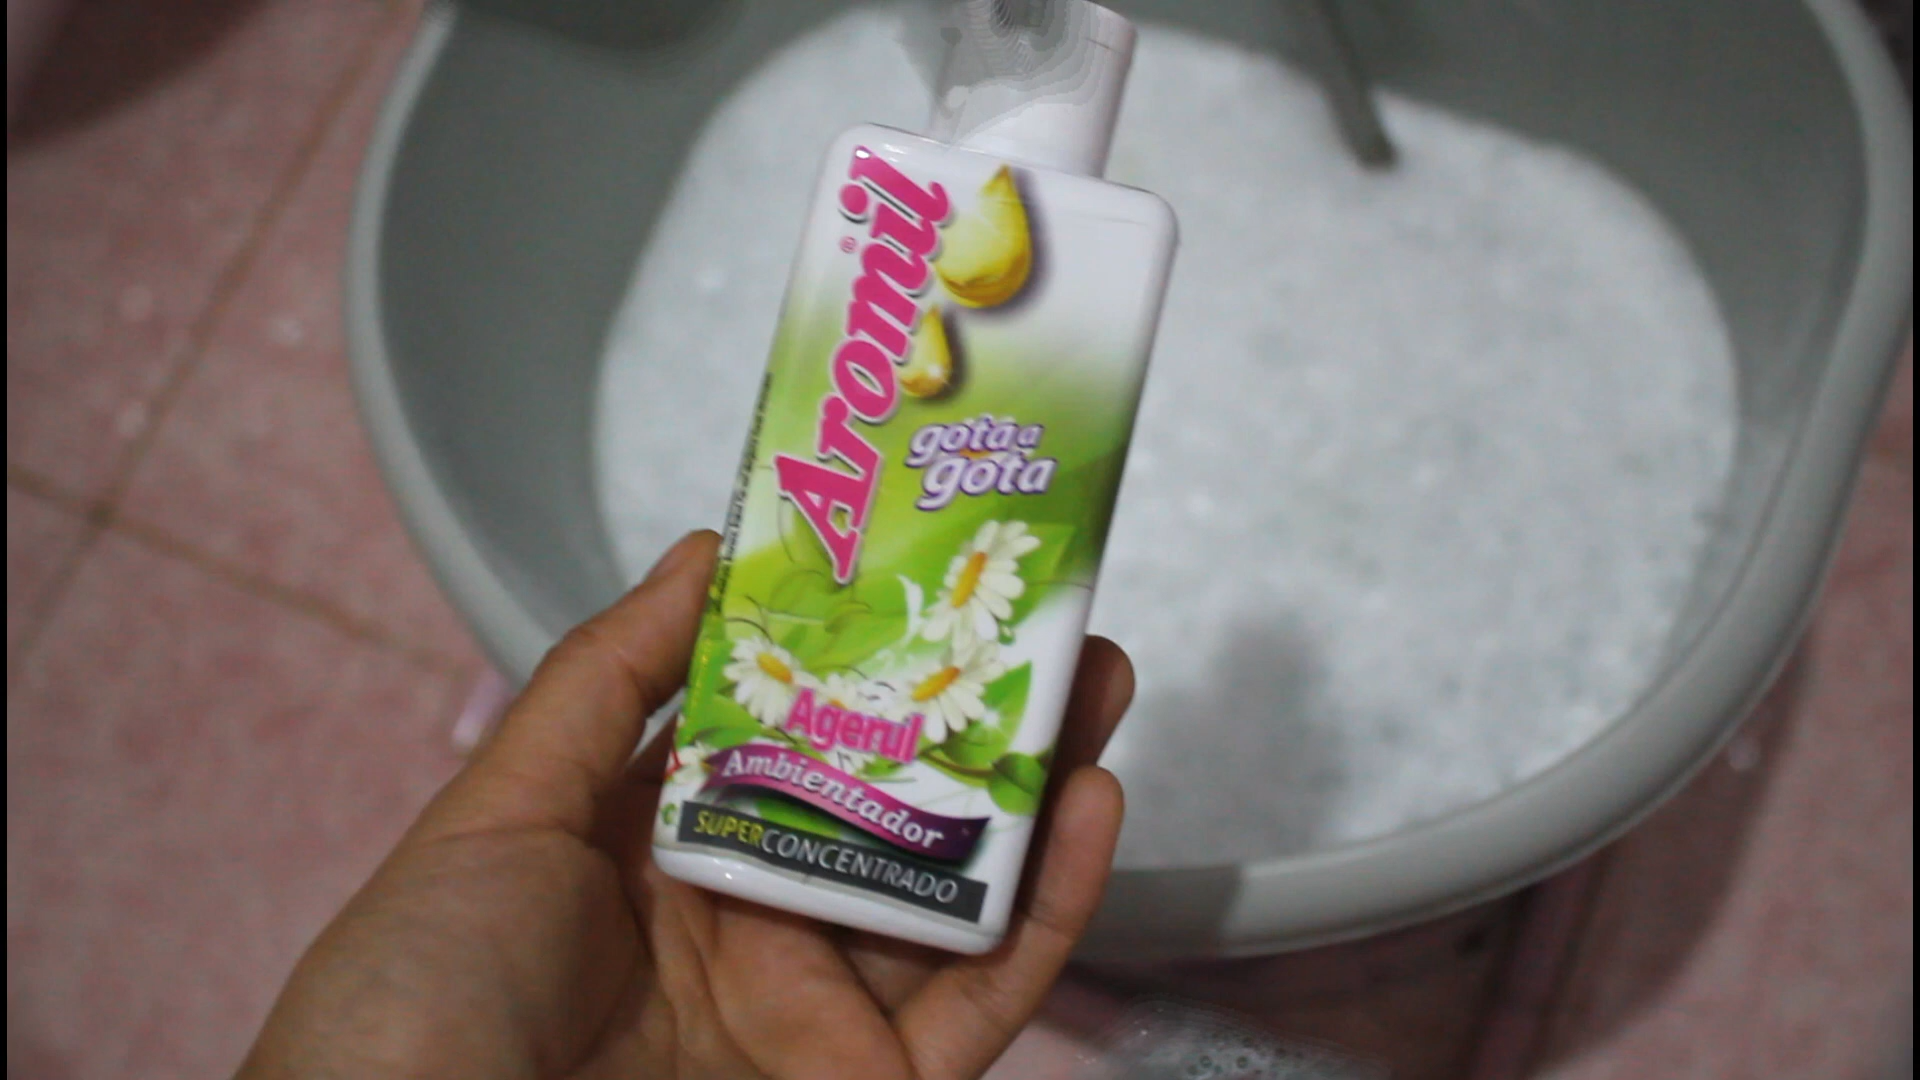 Aromil
®
gota a
gota
Agerul
Ambientador
SUPERCONCENTRADO